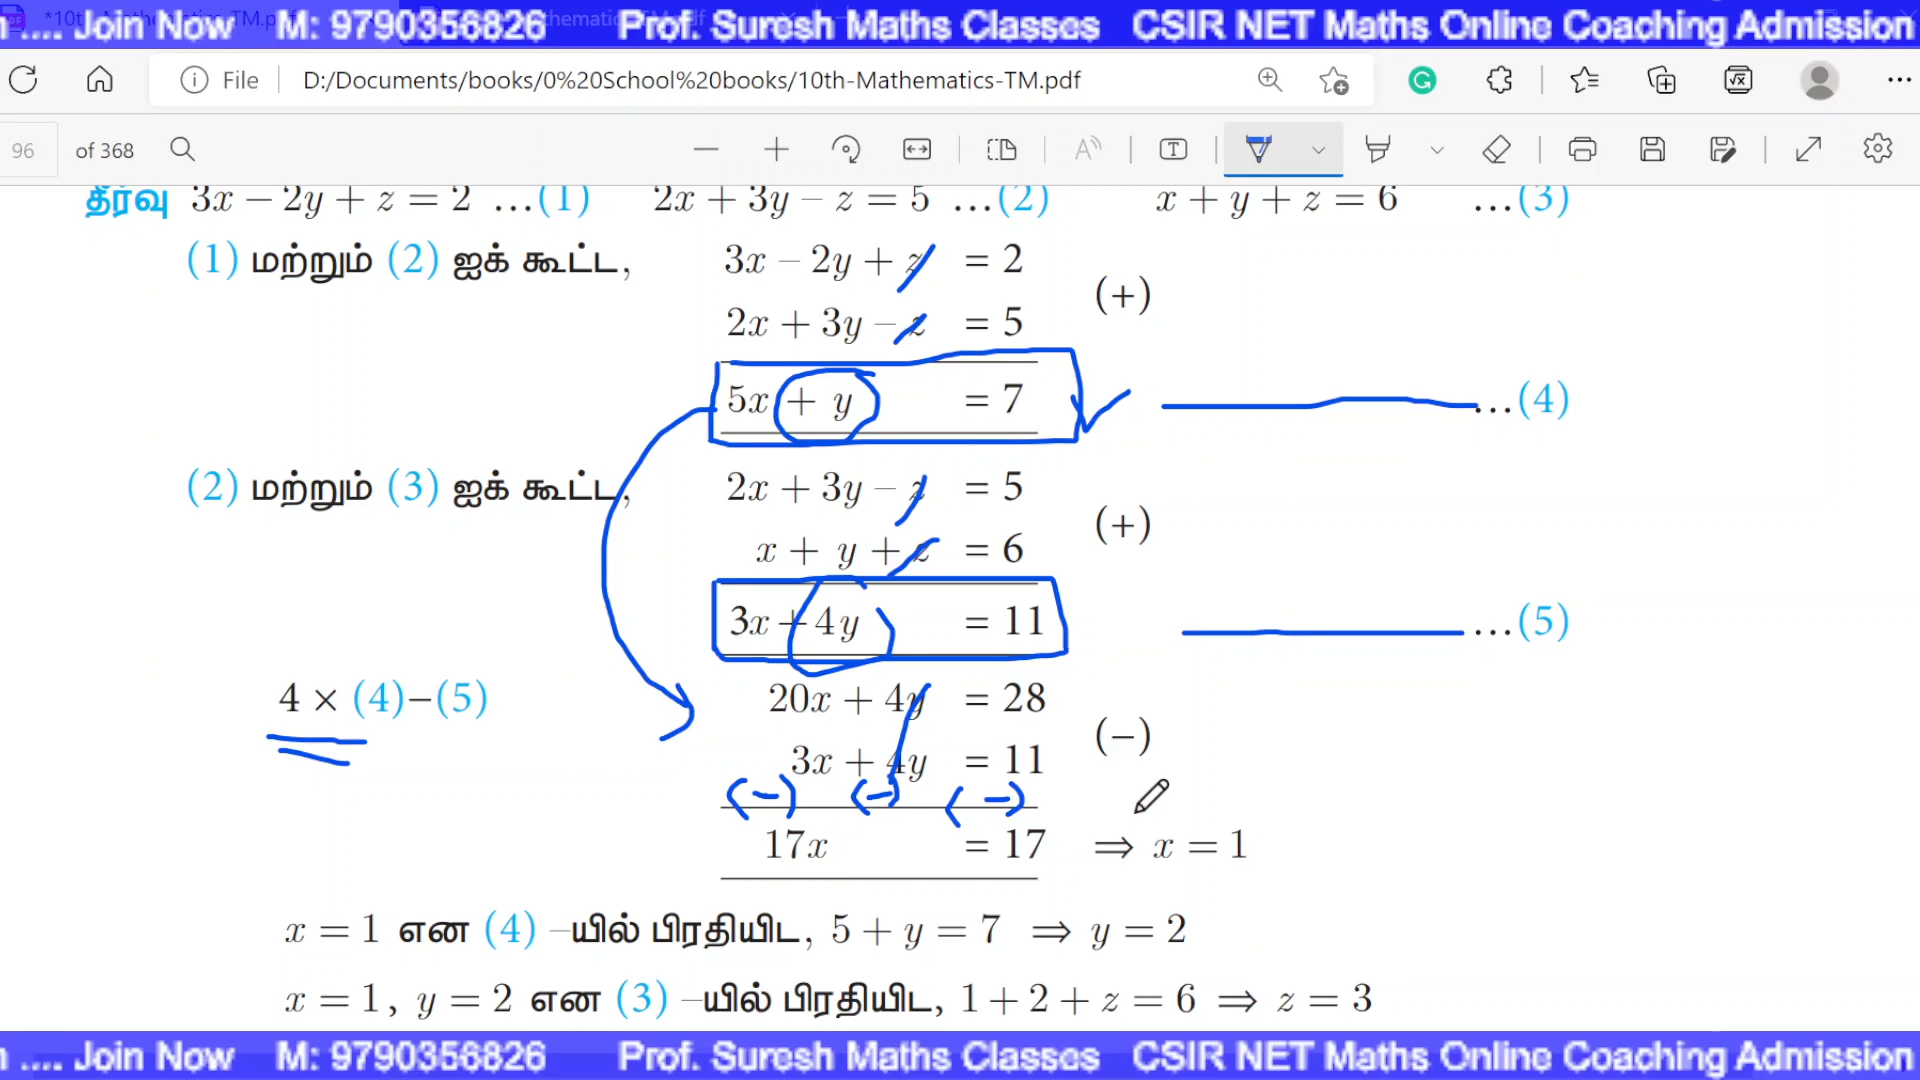 .... Join Now M: 9790356826 Prof. Suresh Maths Classes CSIR NET Maths Online Coaching Admission
File D:/Documents/books/0%20School%20books/10th-Mathematics-TM.pdf
96 of 368
தீர்வு 3x – 2y + z = 2 ...(1) 2x + 3y – z = 5 ...(2) x + y + z = 6 ...(3)
(1) மற்றும் (2) ஐக் கூட்ட, 3x – 2y + z = 2
(+)
2x + 3y – z = 5
5x + y = 7 ...(4)
(2) மற்றும் (3) ஐக் கூட்ட, 2x + 3y – z = 5
(+)
x + y + z = 6
3x + 4y = 11 ...(5)
4 × (4)–(5) 20x + 4y = 28
(–)
3x + 4y = 11
(-) (-) (-)
17x = 17 ⇒ x = 1
x = 1 என (4) –யில் பிரதியிட, 5 + y = 7 ⇒ y = 2
x = 1, y = 2 என (3) –யில் பிரதியிட, 1 + 2 + z = 6 ⇒ z = 3
.... Join Now M: 9790356826 Prof. Suresh Maths Classes CSIR NET Maths Online Coaching Admission